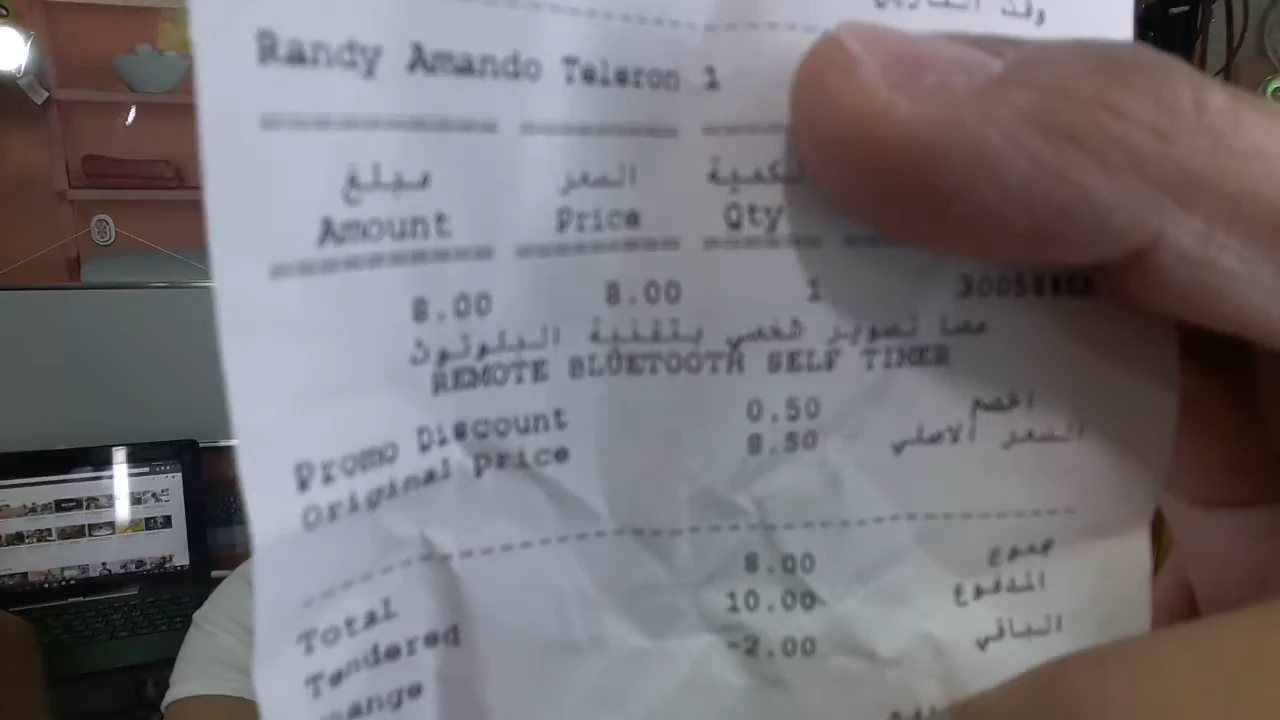 Randy Amando Teleron 1
مبلغ السعر
Amount Price Qty
8.00 8.00 1
عصا تصوير شخصي بتقنية البلوتوث
REMOTE BLUETOOTH SELF TIMER
Promo Discount 0.50 الخصم
Original price 8.50 السعر الاصلي
Total 8.00 مجموع
Tendered 10.00 المدفوع
-2.00 الباقي